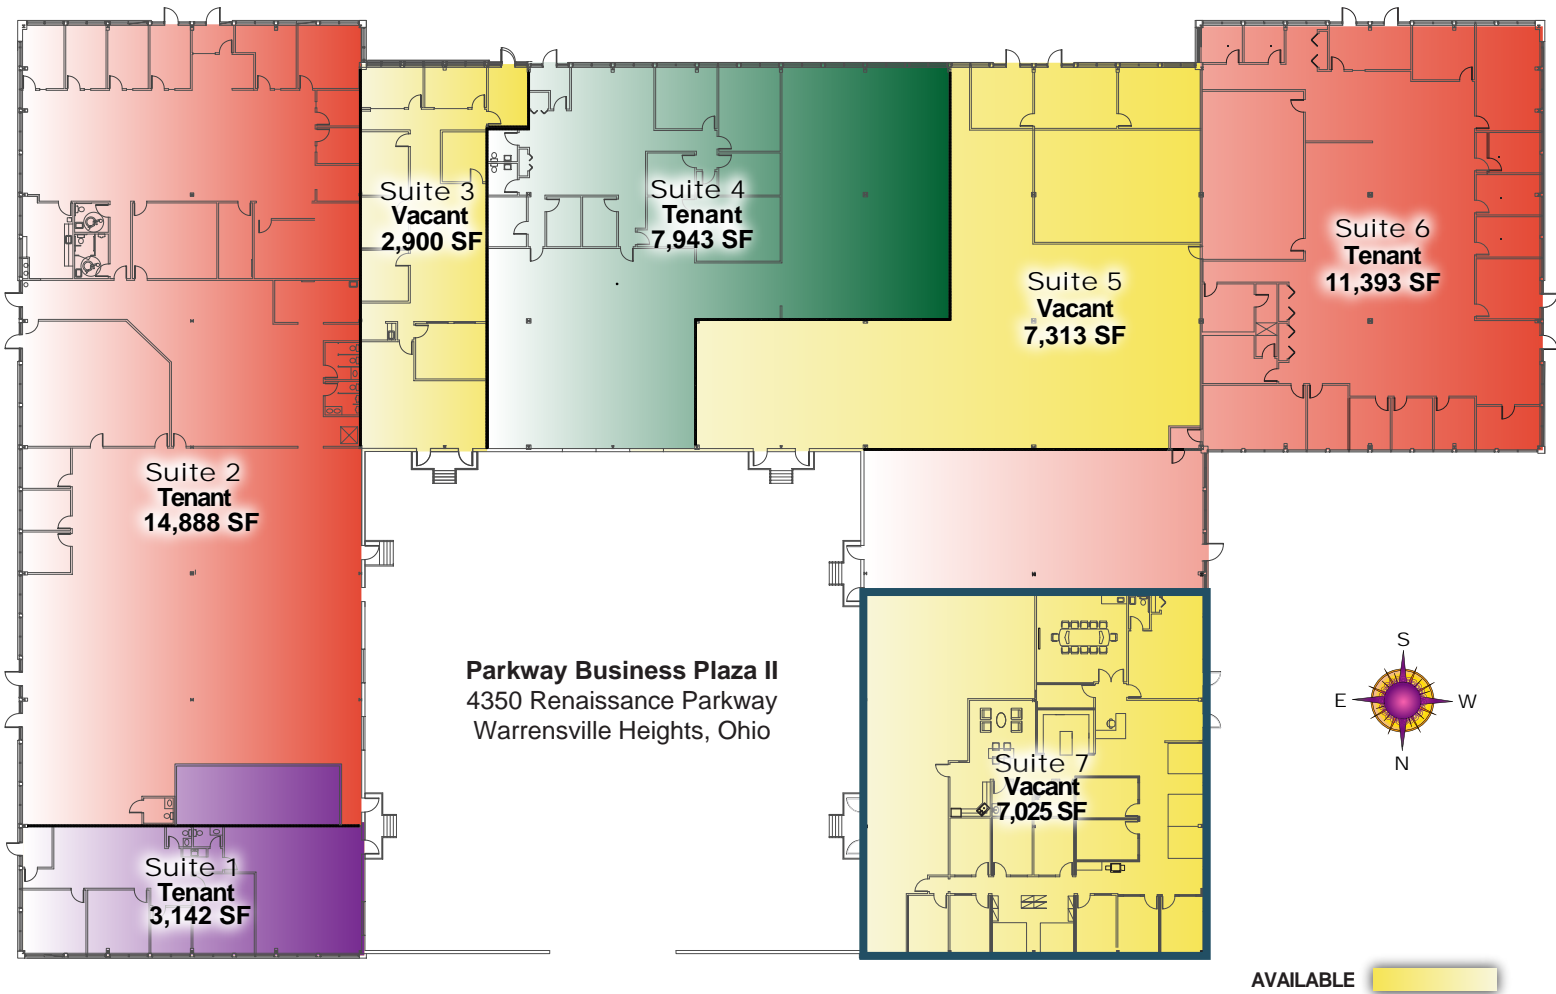 Suite 3
Vacant
2,900 SF
Suite 4
Tenant
7,943 SF
Suite 5
Vacant
7,313 SF
Suite 6
Tenant
11,393 SF
Suite 2
Tenant
14,888 SF
Parkway Business Plaza II
4350 Renaissance Parkway
Warrensville Heights, Ohio
Suite 7
Vacant
7,025 SF
Suite 1
Tenant
3,142 SF
S
E
W
N
AVAILABLE